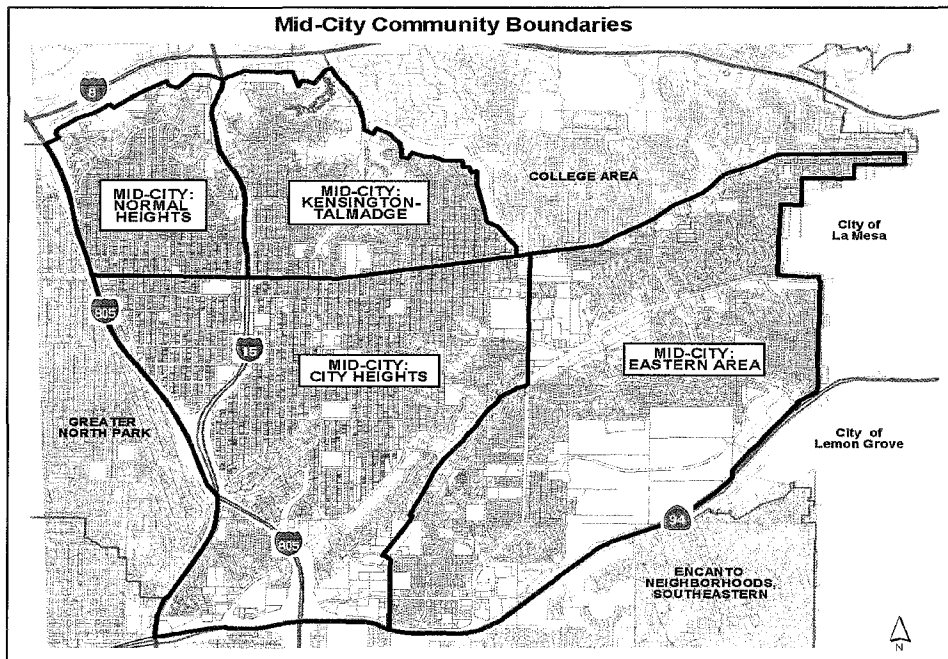 Mid-City Community Boundaries
8
MID-CITY:
NORMAL
HEIGHTS
MID-CITY:
KENSINGTON-
TALMADGE
COLLEGE AREA
City of
La Mesa
805
15
MID-CITY:
CITY HEIGHTS
MID-CITY:
EASTERN AREA
GREATER
NORTH PARK
City of
Lemon Grove
94
805
ENCANTO
NEIGHBORHOODS,
SOUTHEASTERN
N